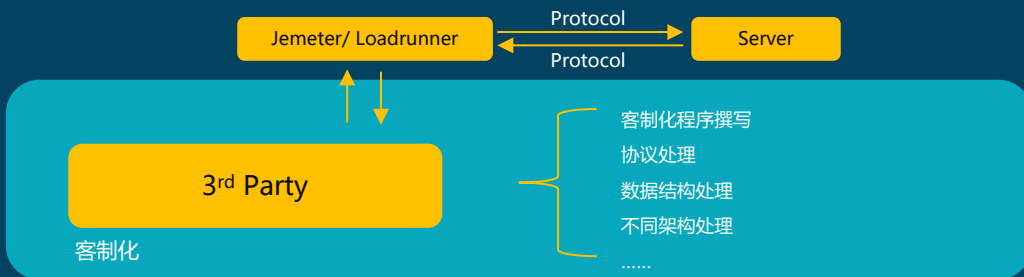 Protocol
Jemeter/ Loadrunner
Server
Protocol
客制化程序撰写
协议处理
3rd Party
数据结构处理
不同架构处理
客制化
......